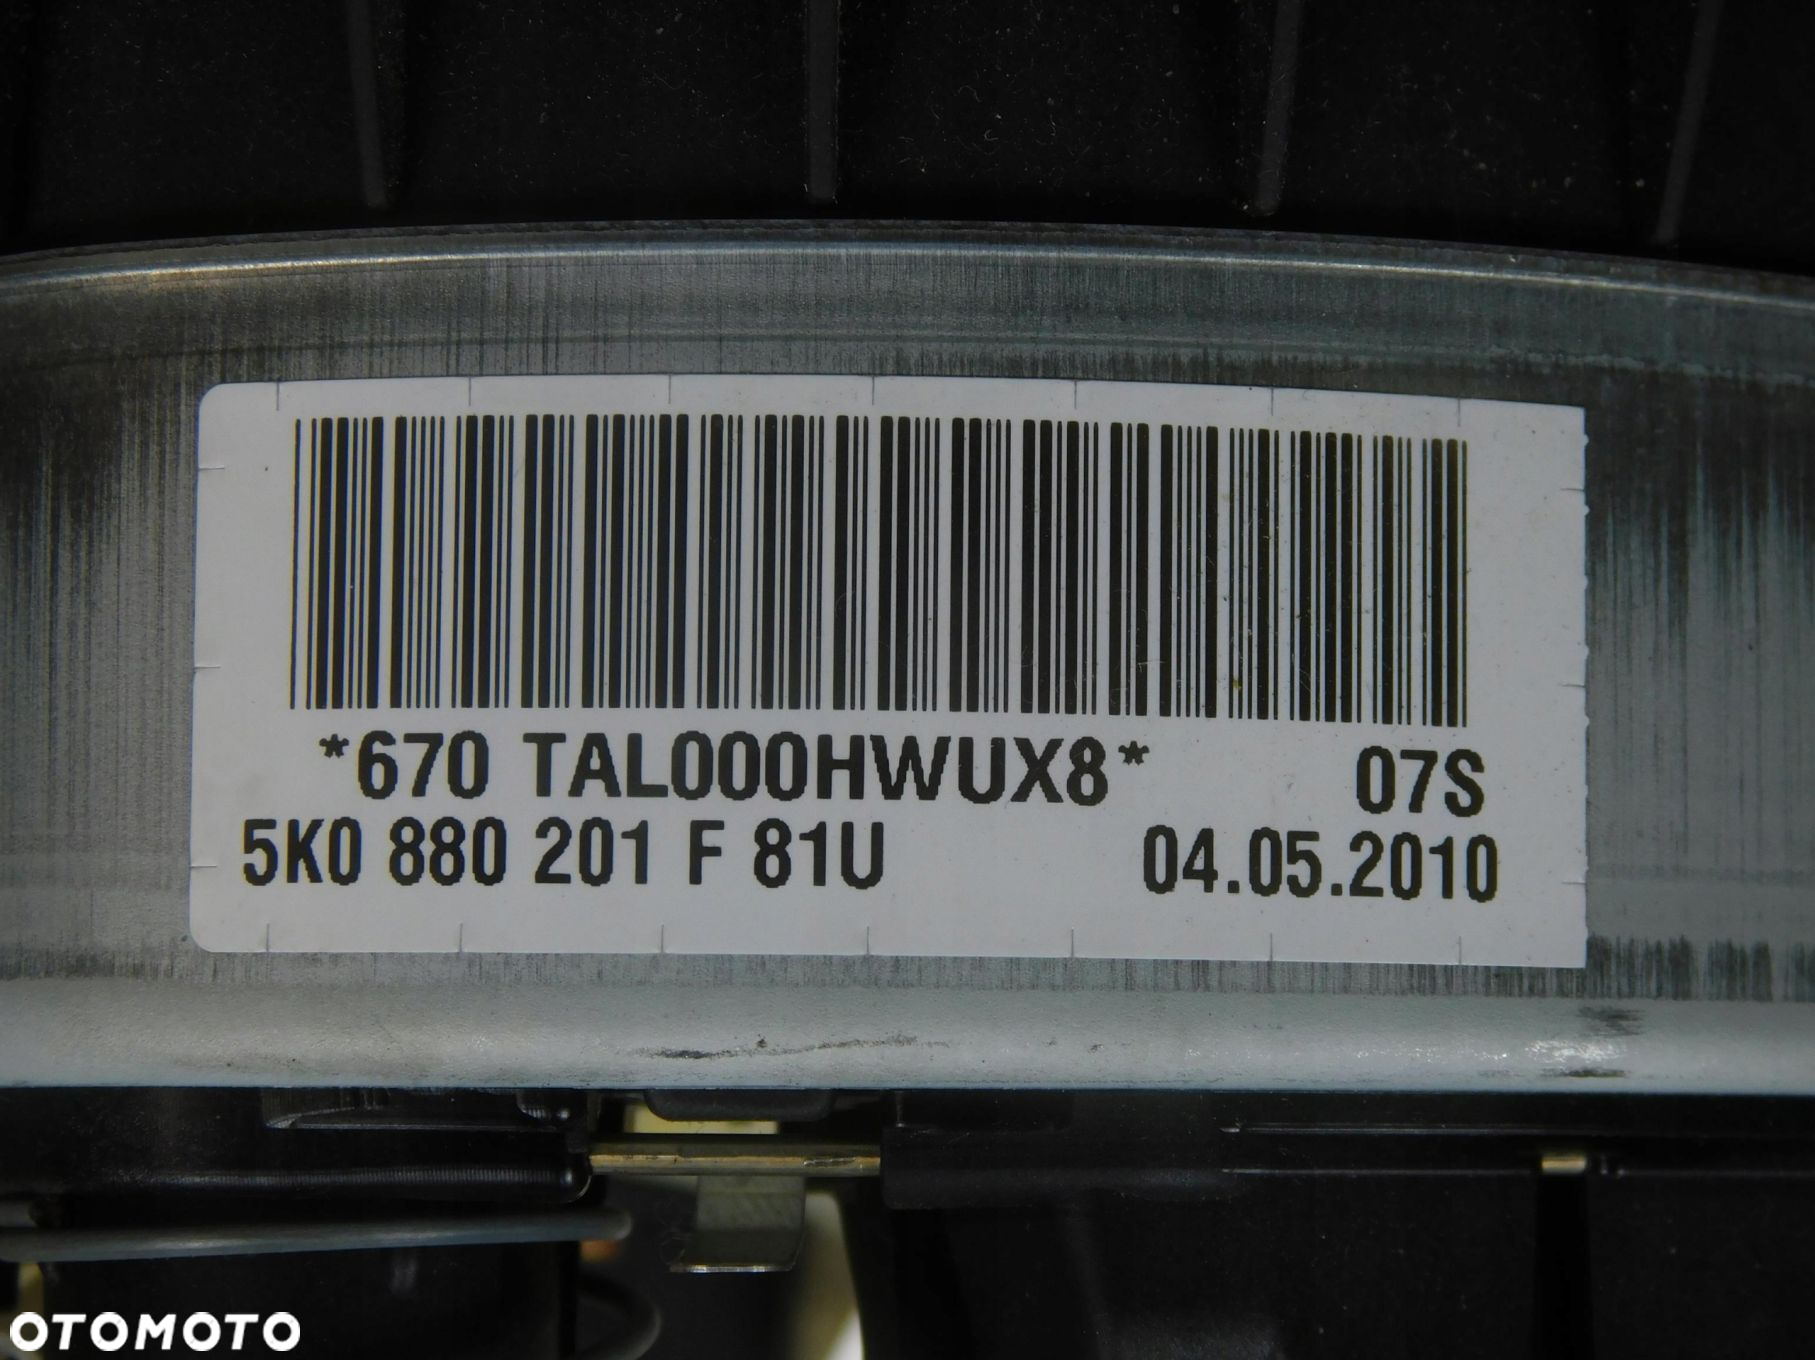 *670 TAL000HWUX8* 07S
5K0 880 201 F 81U 04.05.2010
OTOMOTO